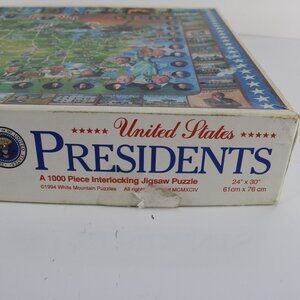 ★★★★★ United States ★★★★★
PRESIDENTS
A 1000 Piece Interlocking Jigsaw Puzzle
24" x 30"
©1994 White Mountain Puzzles All MCMXCIV
61cm x 76 cm